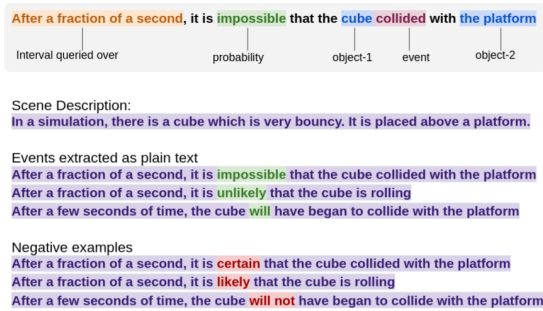 After a fraction of a second, it is impossible that the cube collided with the platform
Interval queried over probability object-1 event object-2
Scene Description:
In a simulation, there is a cube which is very bouncy. It is placed above a platform.
Events extracted as plain text
After a fraction of a second, it is impossible that the cube collided with the platform
After a fraction of a second, it is unlikely that the cube is rolling
After a few seconds of time, the cube will have began to collide with the platform
Negative examples
After a fraction of a second, it is certain that the cube collided with the platform
After a fraction of a second, it is likely that the cube is rolling
After a few seconds of time, the cube will not have began to collide with the platform